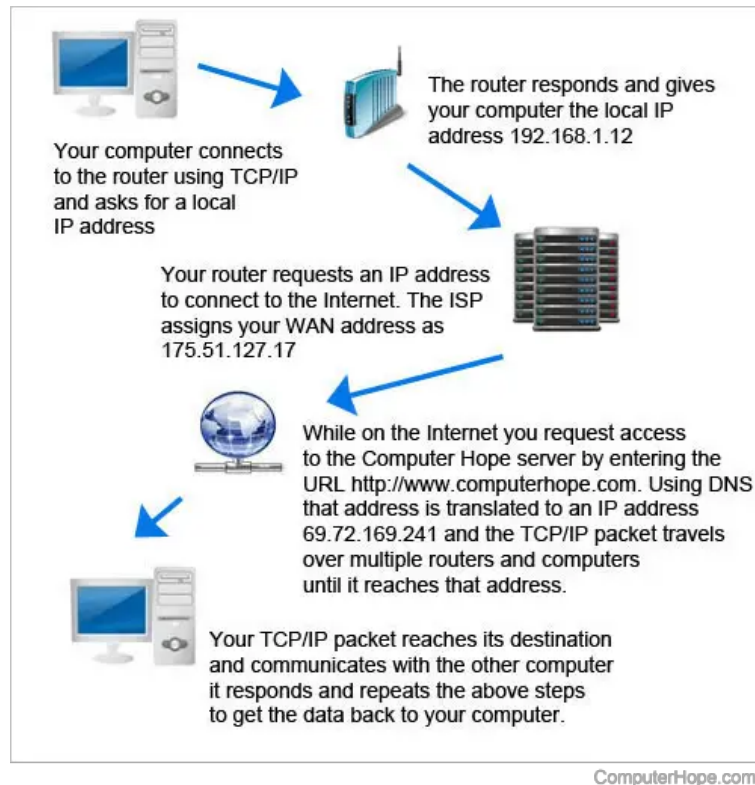 The router responds and gives
your computer the local IP
address 192.168.1.12
Your computer connects
to the router using TCP/IP
and asks for a local
IP address
Your router requests an IP address
to connect to the Internet. The ISP
assigns your WAN address as
175.51.127.17
While on the Internet you request access
to the Computer Hope server by entering the
URL http://www.computerhope.com. Using DNS
that address is translated to an IP address
69.72.169.241 and the TCP/IP packet travels
over multiple routers and computers
until it reaches that address.
Your TCP/IP packet reaches its destination
and communicates with the other computer
it responds and repeats the above steps
to get the data back to your computer.
ComputerHope.com